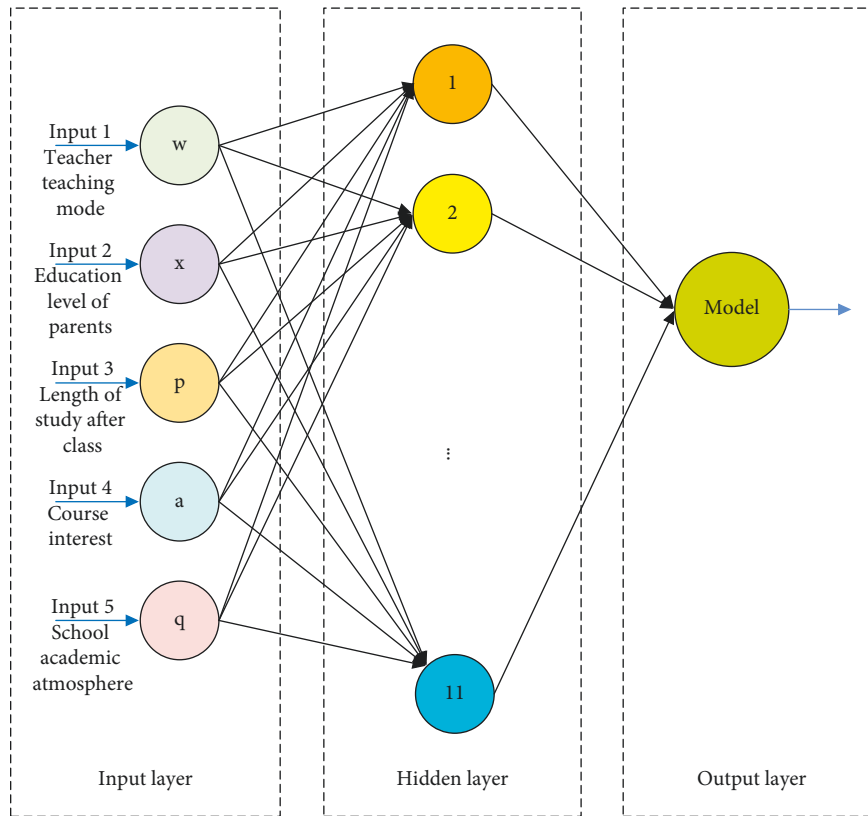 Input 1
Teacher
teaching
mode
w
Input 2
Education
level of
parents
x
Input 3
Length of
study after
class
p
Input 4
Course
interest
a
Input 5
School
academic
atmosphere
q
Input layer
1
2
...
11
Hidden layer
Model
Output layer